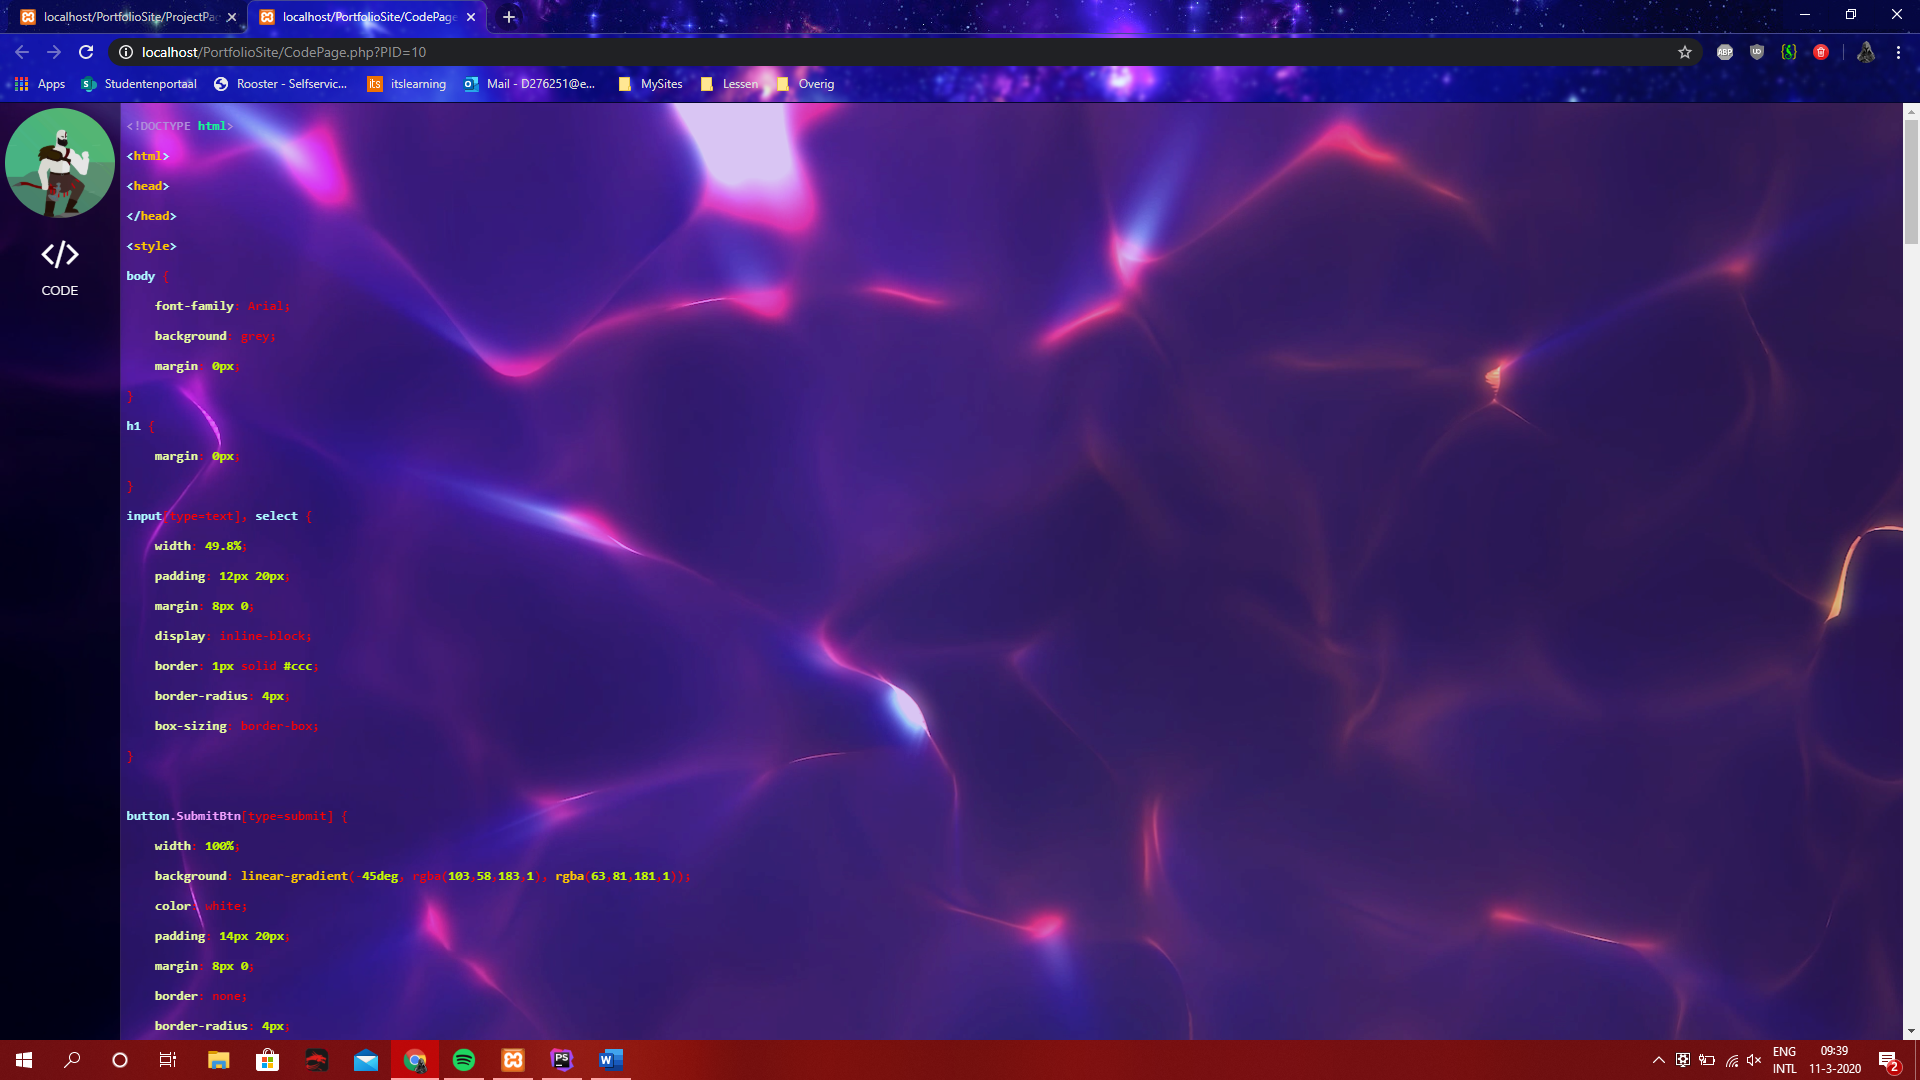 localhost/PortfolioSite/ProjectPa
localhost/PortfolioSite/CodePage
localhost/PortfolioSite/CodePage.php?PID=10
Apps
Studentenportaal
Rooster - Selfservic...
its
itslearning
Mail - D276251@e...
MySites
Lessen
Overig
ABP
CODE
<!DOCTYPE html>
<html>
<head>
</head>
<style>
body {
    font-family: Arial;
    background: grey;
    margin: 0px;
}
h1 {
    margin: 0px;
}
input[type=text], select {
    width: 49.8%;
    padding: 12px 20px;
    margin: 8px 0;
    display: inline-block;
    border: 1px solid #ccc;
    border-radius: 4px;
    box-sizing: border-box;
}
button.SubmitBtn[type=submit] {
    width: 100%;
    background: linear-gradient(-45deg, rgba(103,58,183,1), rgba(63,81,181,1));
    color: white;
    padding: 14px 20px;
    margin: 8px 0;
    border: none;
    border-radius: 4px;
PS
ENG
INTL
09:39
11-3-2020
2